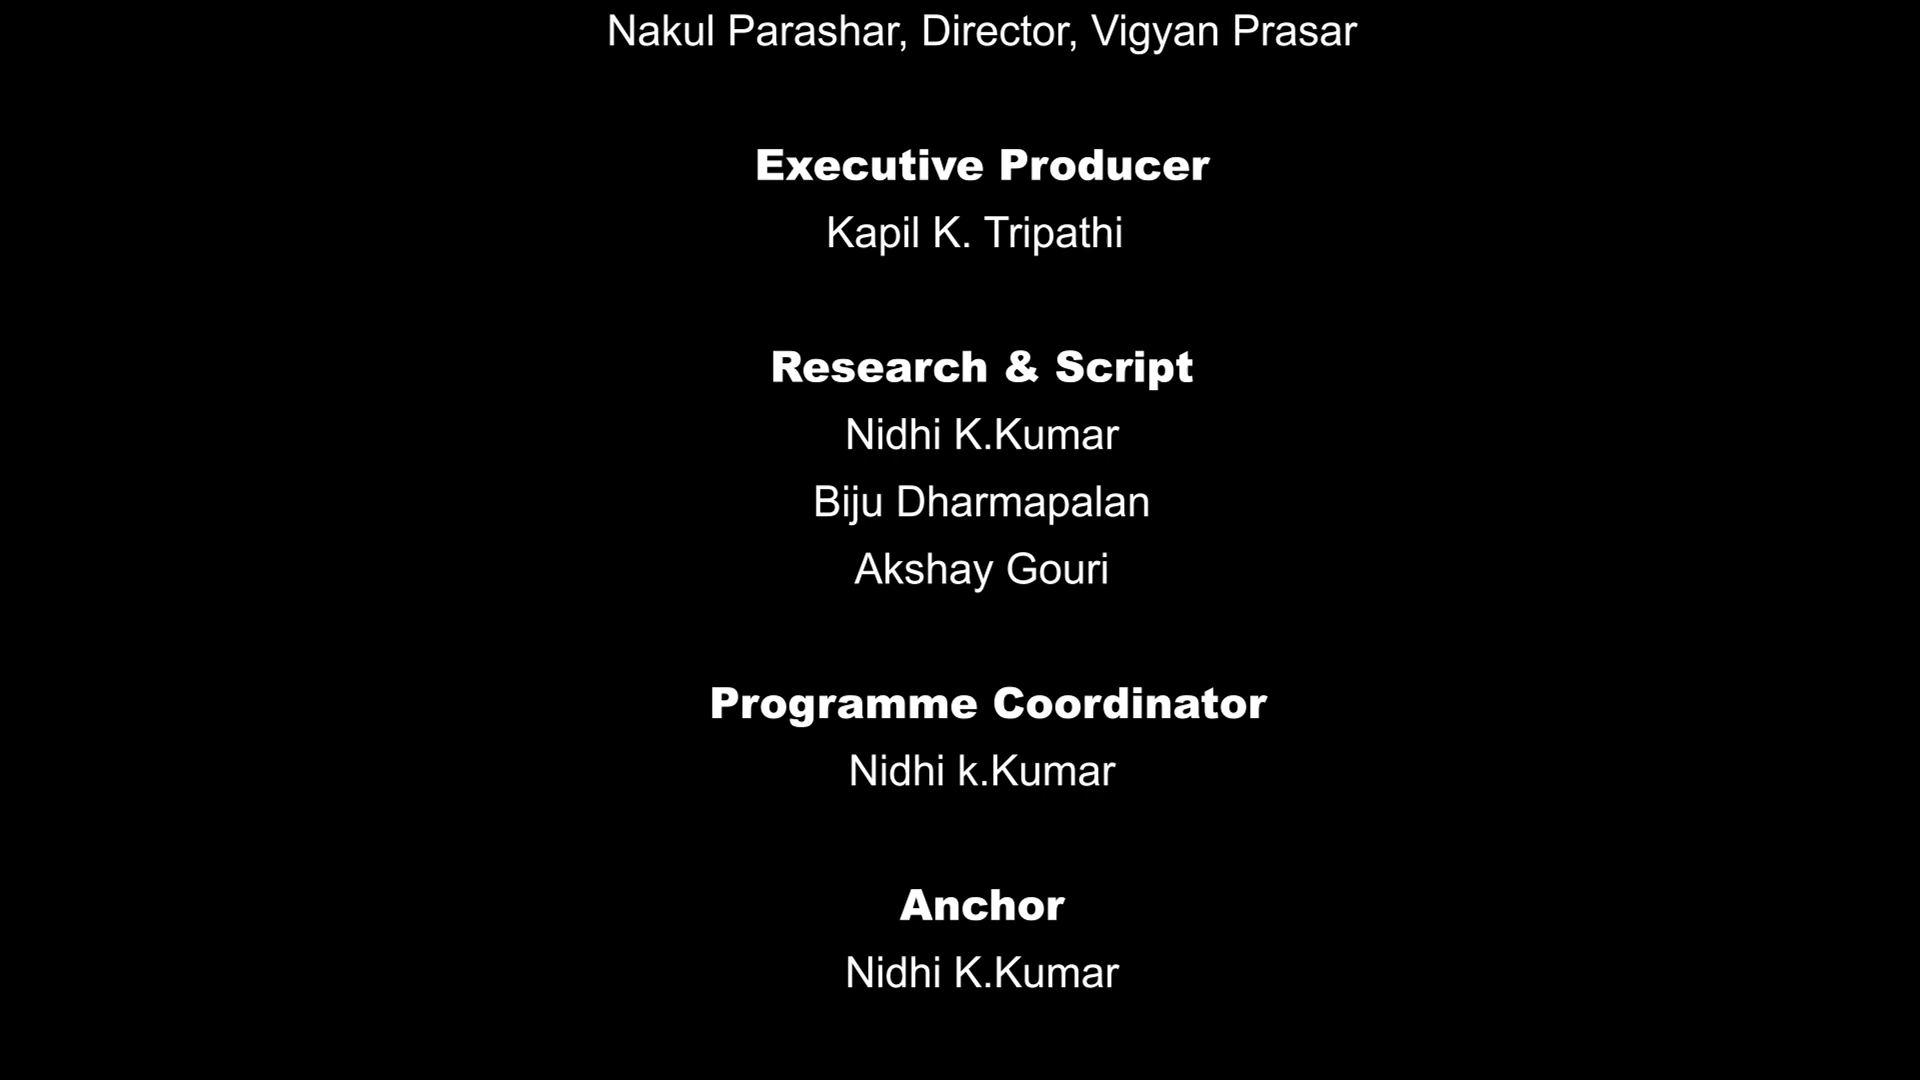 Nakul Parashar, Director, Vigyan Prasar
Executive Producer
Kapil K. Tripathi
Research & Script
Nidhi K.Kumar
Biju Dharmapalan
Akshay Gouri
Programme Coordinator
Nidhi k.Kumar
Anchor
Nidhi K.Kumar